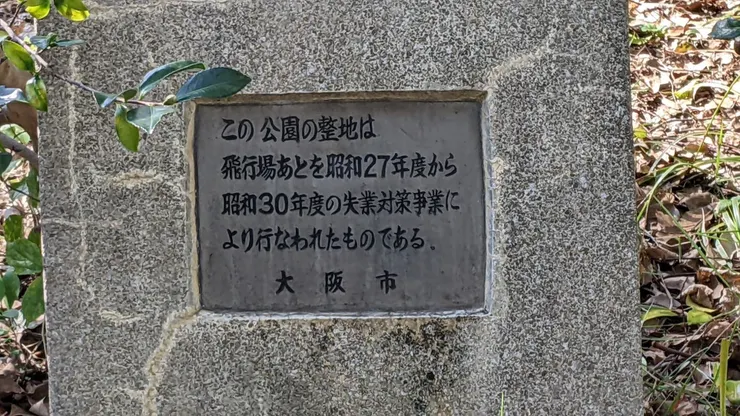 この公園の整地は
飛行場あとを昭和27年度から
昭和30年度の失業対策事業に
より行なわれたものである．
大阪市